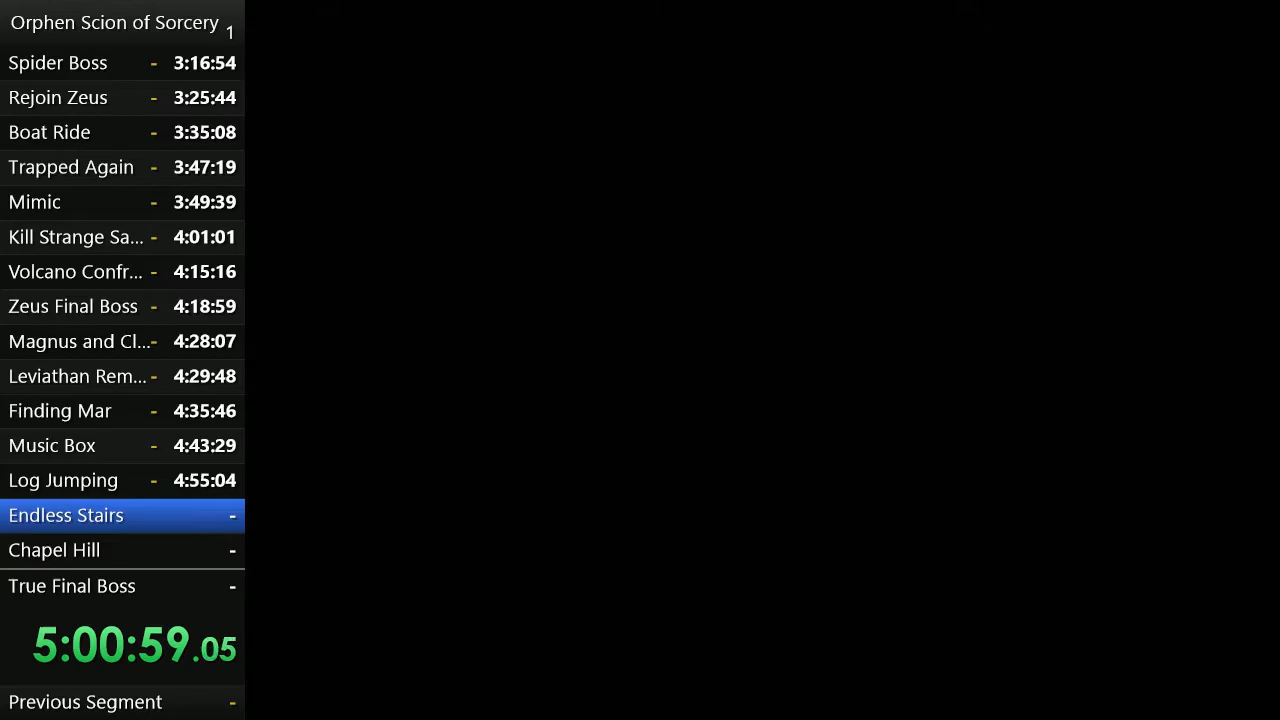 Orphen Scion of Sorcery 1
Spider Boss - 3:16:54
Rejoin Zeus - 3:25:44
Boat Ride - 3:35:08
Trapped Again - 3:47:19
Mimic - 3:49:39
Kill Strange Sa... - 4:01:01
Volcano Confr... - 4:15:16
Zeus Final Boss - 4:18:59
Magnus and Cl... - 4:28:07
Leviathan Rem... - 4:29:48
Finding Mar - 4:35:46
Music Box - 4:43:29
Log Jumping - 4:55:04
Endless Stairs -
Chapel Hill -
True Final Boss -
5:00:59.05
Previous Segment -